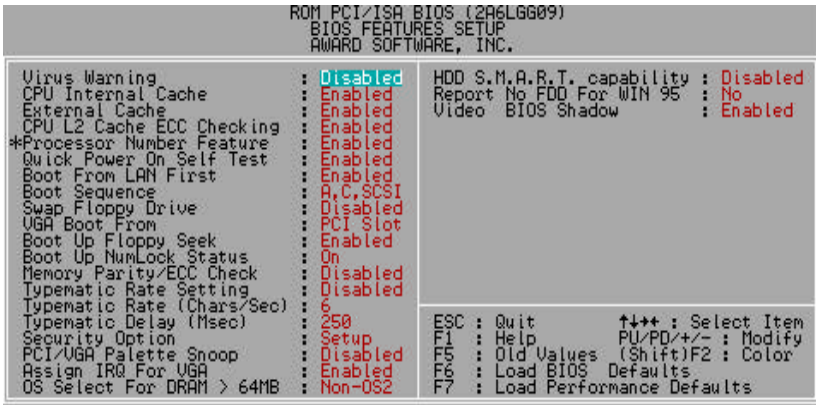 ROM PCI/ISA BIOS (2A6LGG09)
BIOS FEATURES SETUP
AWARD SOFTWARE, INC.
Virus Warning : Disabled
CPU Internal Cache : Enabled
External Cache : Enabled
CPU L2 Cache ECC Checking : Enabled
*Processor Number Feature : Enabled
Quick Power On Self Test : Enabled
Boot From LAN First : Enabled
Boot Sequence : A,C,SCSI
Swap Floppy Drive : Disabled
VGA Boot From : PCI Slot
Boot Up Floppy Seek : Enabled
Boot Up NumLock Status : On
Memory Parity/ECC Check : Disabled
Typematic Rate Setting : Disabled
Typematic Rate (Chars/Sec) : 6
Typematic Delay (Msec) : 250
Security Option : Setup
PCI/VGA Palette Snoop : Disabled
Assign IRQ For VGA : Enabled
OS Select For DRAM > 64MB : Non-OS2
HDD S.M.A.R.T. capability : Disabled
Report No FDD For WIN 95 : No
Video BIOS Shadow : Enabled
ESC : Quit ↑↓→← : Select Item
F1 : Help PU/PD/+/- : Modify
F5 : Old Values (Shift)F2 : Color
F6 : Load BIOS Defaults
F7 : Load Performance Defaults